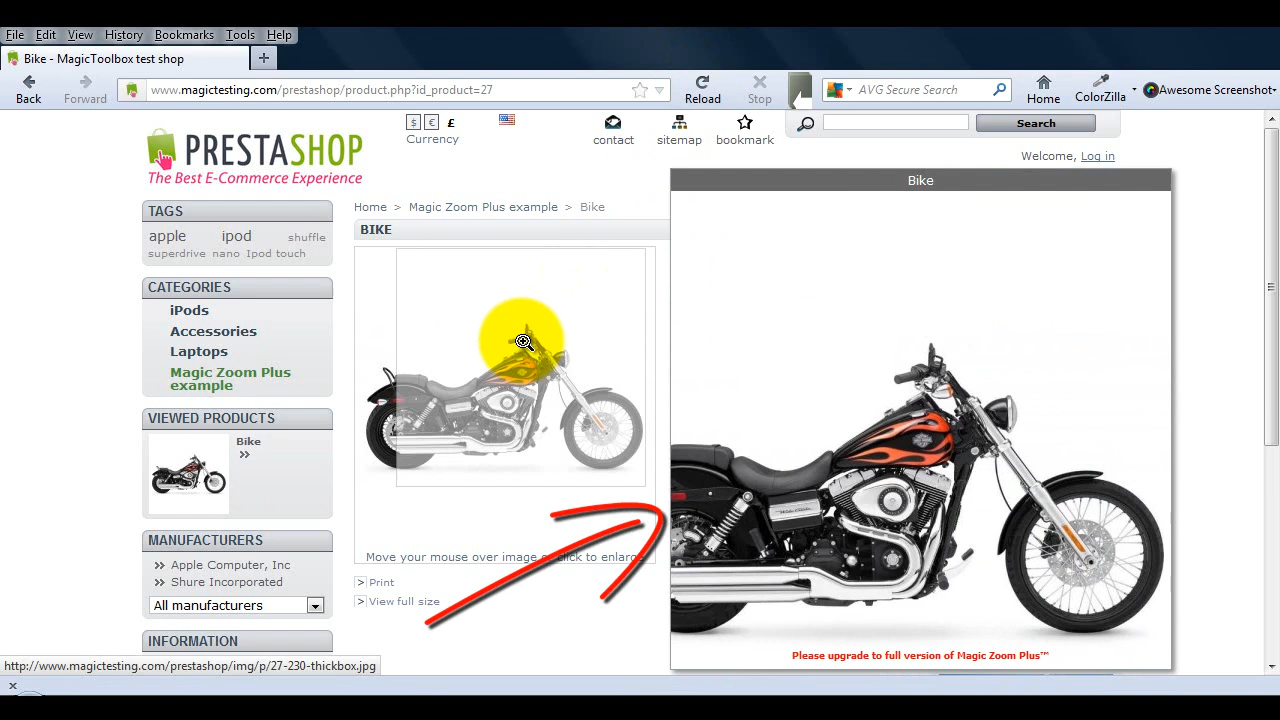 File Edit View History Bookmarks Tools Help
Bike - MagicToolbox test shop
Back Forward www.magictesting.com/prestashop/product.php?id_product=27 Reload Stop AVG Secure Search Home ColorZilla Awesome Screenshot
PRESTASHOP
The Best E-Commerce Experience
$ € £
Currency
contact sitemap bookmark
Search
Welcome, Log in
TAGS
apple ipod shuffle
superdrive nano Ipod touch
CATEGORIES
iPods
Accessories
Laptops
Magic Zoom Plus
example
VIEWED PRODUCTS
Bike
MANUFACTURERS
Apple Computer, Inc
Shure Incorporated
All manufacturers
INFORMATION
Home > Magic Zoom Plus example > Bike
BIKE
Move your mouse over image or click to enlarge
Print
View full size
Bike
Please upgrade to full version of Magic Zoom Plus™
http://www.magictesting.com/prestashop/img/p/27-230-thickbox.jpg